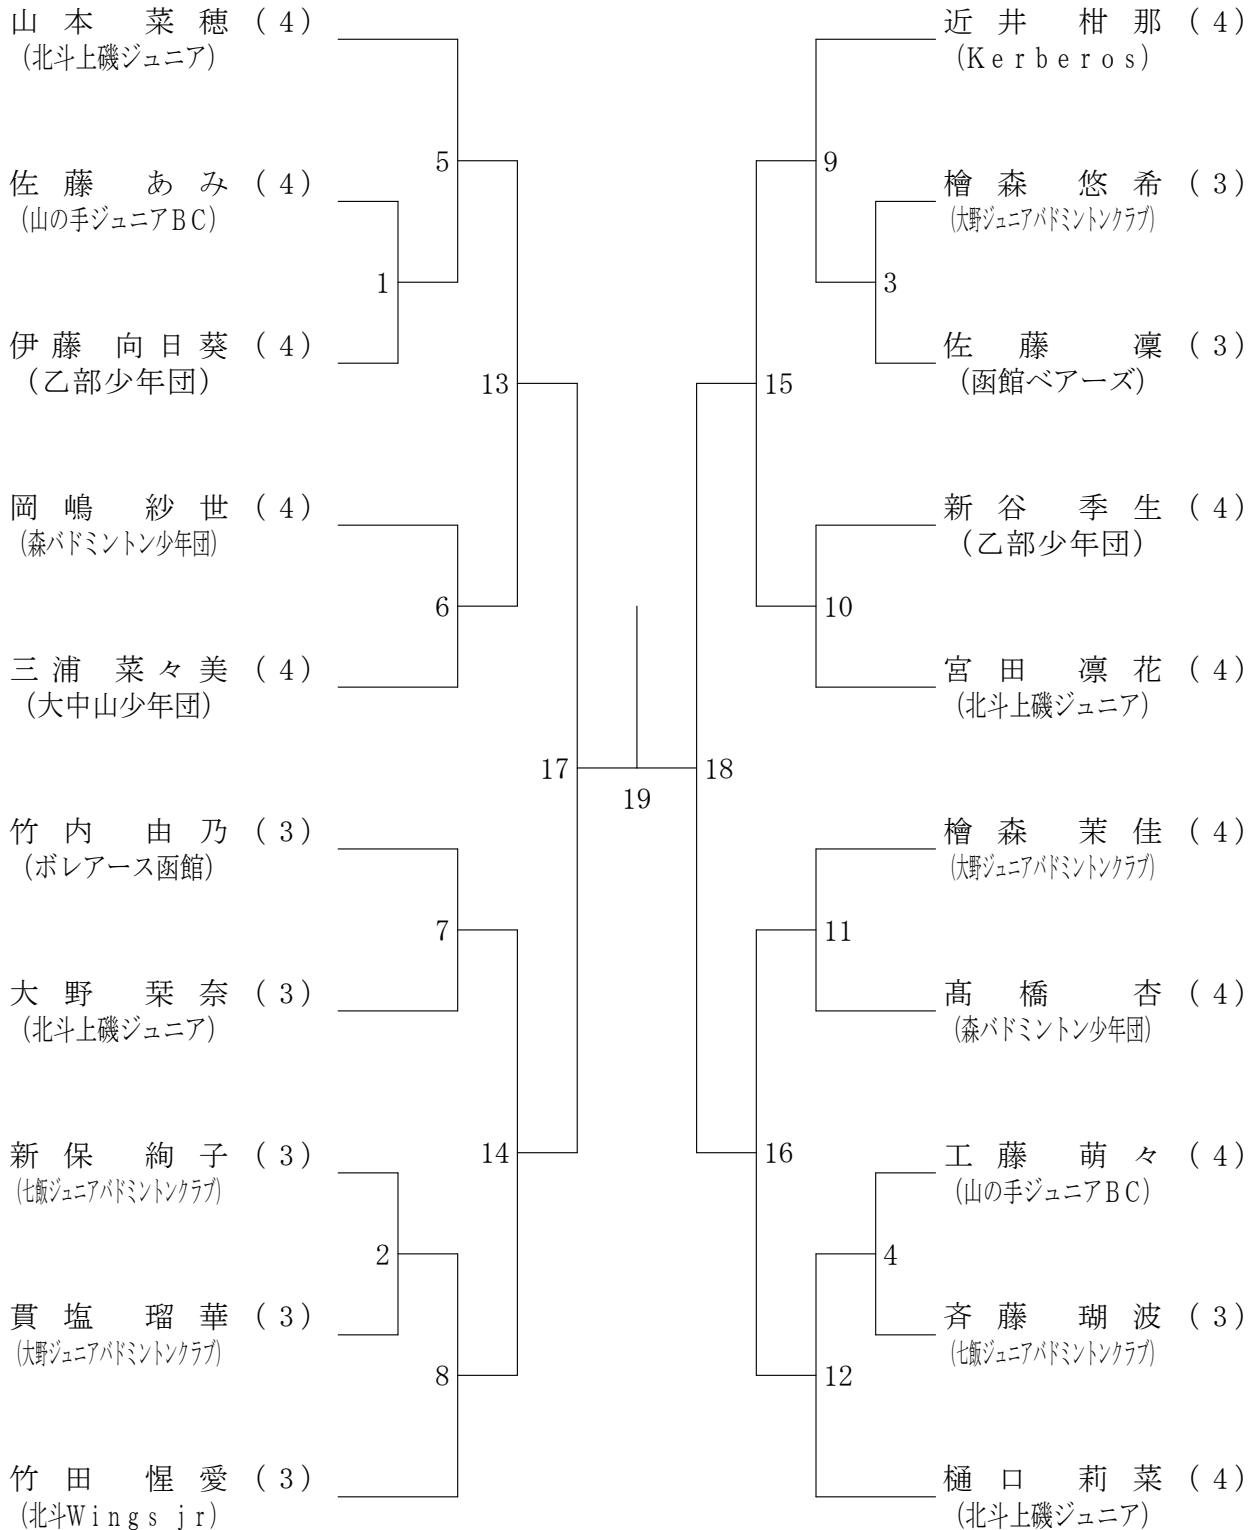 山本 菜穂 (4)
(北斗上磯ジュニア)
5
佐藤 あみ (4)
(山の手ジュニアBC)
1
伊藤 向日葵 (4)
(乙部少年団)
13
岡嶋 紗世 (4)
(森バドミントン少年団)
6
三浦 菜々美 (4)
(大中山少年団)
17
竹内 由乃 (3)
(ボレアース函館)
7
大野 栞奈 (3)
(北斗上磯ジュニア)
14
新保 絢子 (3)
(七飯ジュニアバドミントンクラブ)
2
貫塩 瑠華 (3)
(大野ジュニアバドミントンクラブ)
8
竹田 惺愛 (3)
(北斗Wings jr)
19
近井 柑那 (4)
(Kerberos)
9
檜森 悠希 (3)
(大野ジュニアバドミントンクラブ)
3
佐藤 凜 (3)
(函館ベアーズ)
15
新谷 季生 (4)
(乙部少年団)
10
宮田 凛花 (4)
(北斗上磯ジュニア)
18
檜森 茉佳 (4)
(大野ジュニアバドミントンクラブ)
11
髙橋 杏 (4)
(森バドミントン少年団)
16
工藤 萌々 (4)
(山の手ジュニアBC)
4
斉藤 瑚波 (3)
(七飯ジュニアバドミントンクラブ)
12
樋口 莉菜 (4)
(北斗上磯ジュニア)